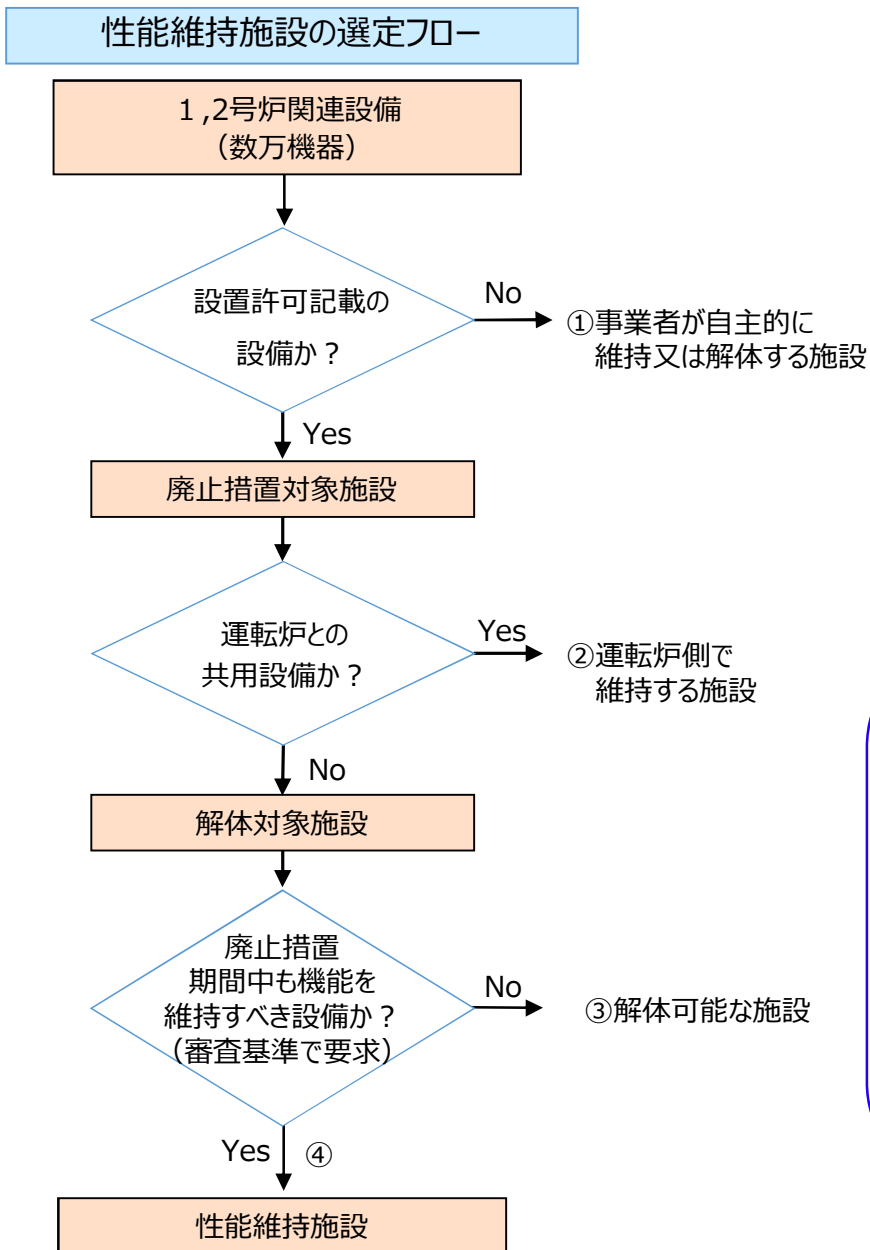 性能維持施設の選定フロー
１,2号炉関連設備
（数万機器）
設置許可記載の
設備か？
No
①事業者が自主的に
維持又は解体する施設
Yes
廃止措置対象施設
運転炉との
共用設備か？
Yes
②運転炉側で
維持する施設
No
解体対象施設
廃止措置
期間中も機能を
維持すべき設備か？
（審査基準で要求）
No
③解体可能な施設
Yes ④
性能維持施設